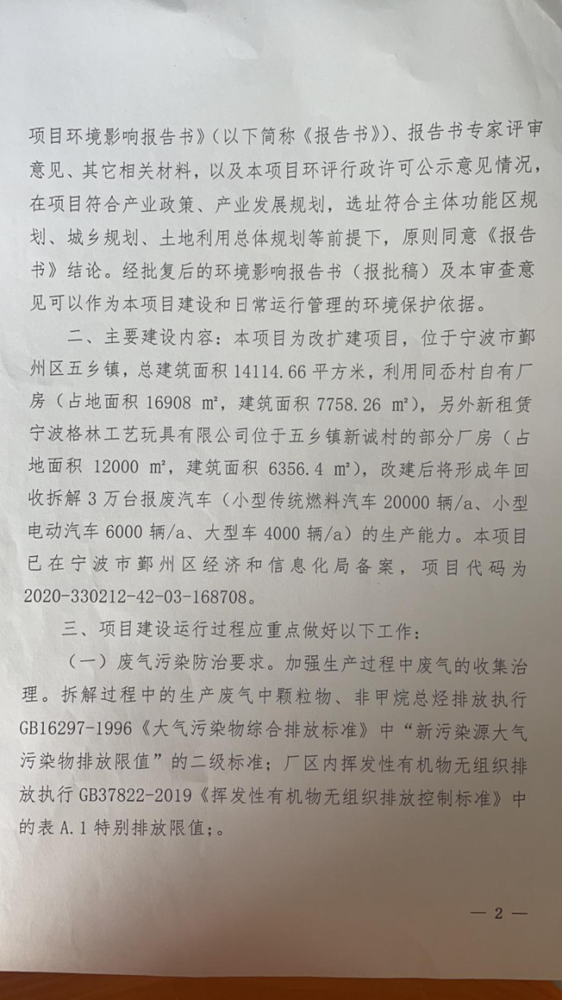 项目环境影响报告书》（以下简称《报告书》）、报告书专家评审
意见、其它相关材料，以及本项目环评行政许可公示意见情况，
在项目符合产业政策、产业发展规划，选址符合主体功能区规
划、城乡规划、土地利用总体规划等前提下，原则同意《报告
书》结论。经批复后的环境影响报告书（报批稿）及本审查意
见可以作为本项目建设和日常运行管理的环境保护依据。
二、主要建设内容：本项目为改扩建项目，位于宁波市鄞
州区五乡镇，总建筑面积 14114.66 平方米，利用同岙村自有厂
房（占地面积 16908 ㎡，建筑面积 7758.26 ㎡），另外新租赁
宁波格林工艺玩具有限公司位于五乡镇新诚村的部分厂房（占
地面积 12000 ㎡，建筑面积 6356.4 ㎡），改建后将形成年回
收拆解 3 万台报废汽车（小型传统燃料汽车 20000 辆/a、小型
电动汽车 6000 辆/a、大型车 4000 辆/a）的生产能力。本项目
已在宁波市鄞州区经济和信息化局备案，项目代码为
2020-330212-42-03-168708。
三、项目建设运行过程应重点做好以下工作：
（一）废气污染防治要求。加强生产过程中废气的收集治
理。拆解过程中的生产废气中颗粒物、非甲烷总烃排放执行
GB16297-1996《大气污染物综合排放标准》中“新污染源大气
污染物排放限值”的二级标准；厂区内挥发性有机物无组织排
放执行 GB37822-2019《挥发性有机物无组织排放控制标准》中
的表 A.1 特别排放限值；。
— 2 —